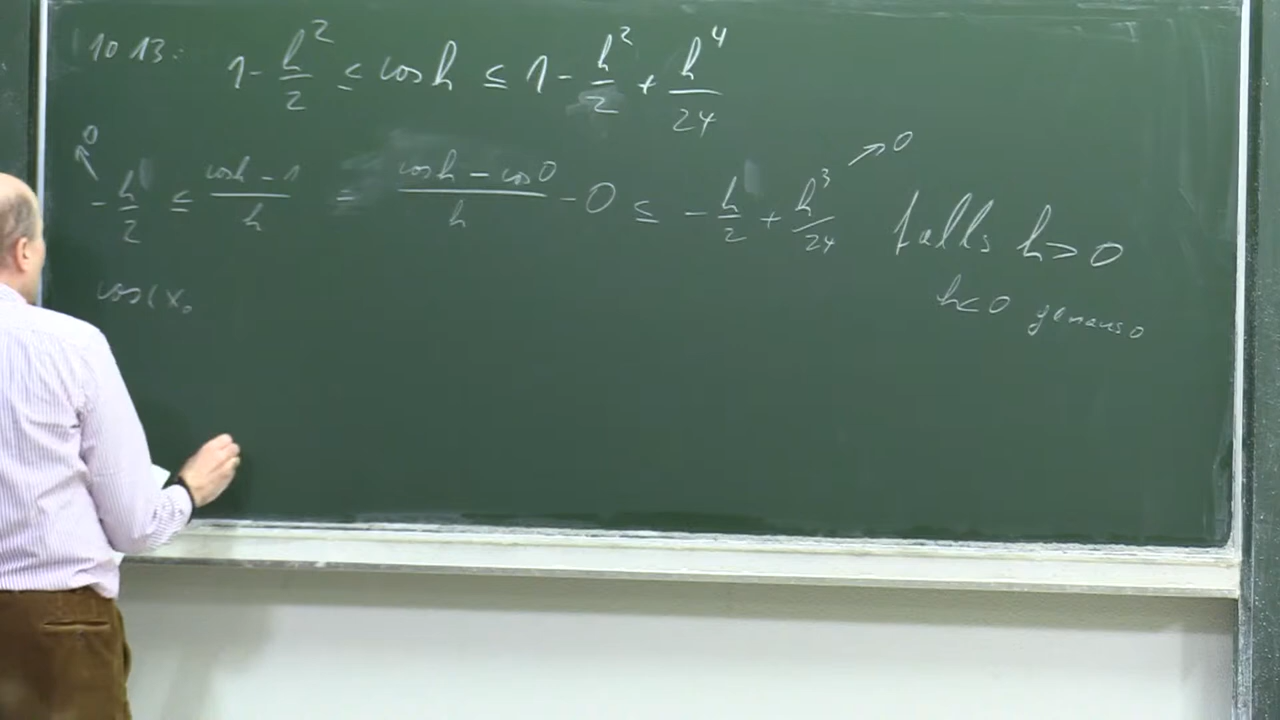 10.13: 1 - h²/2 ≤ cos h ≤ 1 - h²/2 + h⁴/24
0 ↖ -h/2 ≤ (cos h - 1)/h = (cos h - cos 0)/h - 0 ≤ -h/2 + h³/24 ↗ 0 falls h > 0
h < 0 genauso
cos(x₀